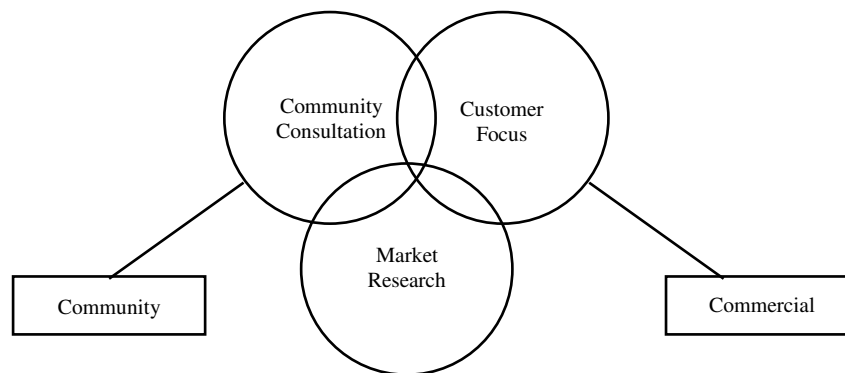 Community
Consultation
Customer
Focus
Market
Research
Community
Commercial